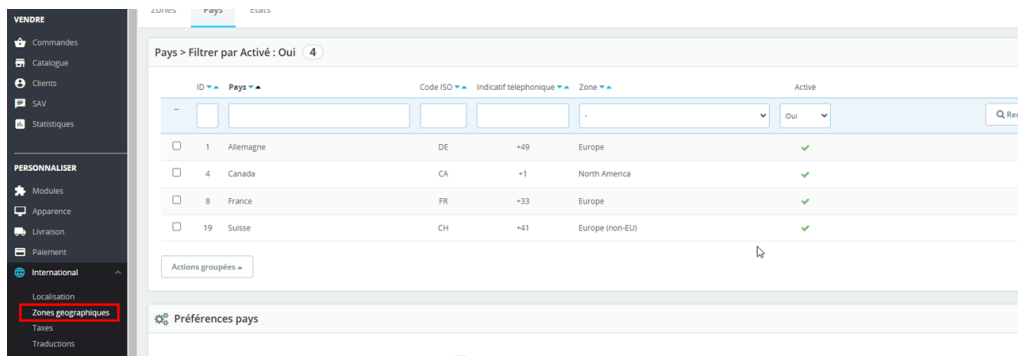 VENDRE
Commandes
Catalogue
Clients
SAV
Statistiques
PERSONNALISER
Modules
Apparence
Livraison
Paiement
International
Localisation
Zones géographiques
Taxes
Traductions
Zones Pays États
Pays > Filtrer par Activé : Oui 4
ID Pays Code ISO Indicatif téléphonique Zone Activé
-- - Oui
1 Allemagne DE +49 Europe
4 Canada CA +1 North America
8 France FR +33 Europe
19 Suisse CH +41 Europe (non-EU)
Actions groupées
Préférences pays